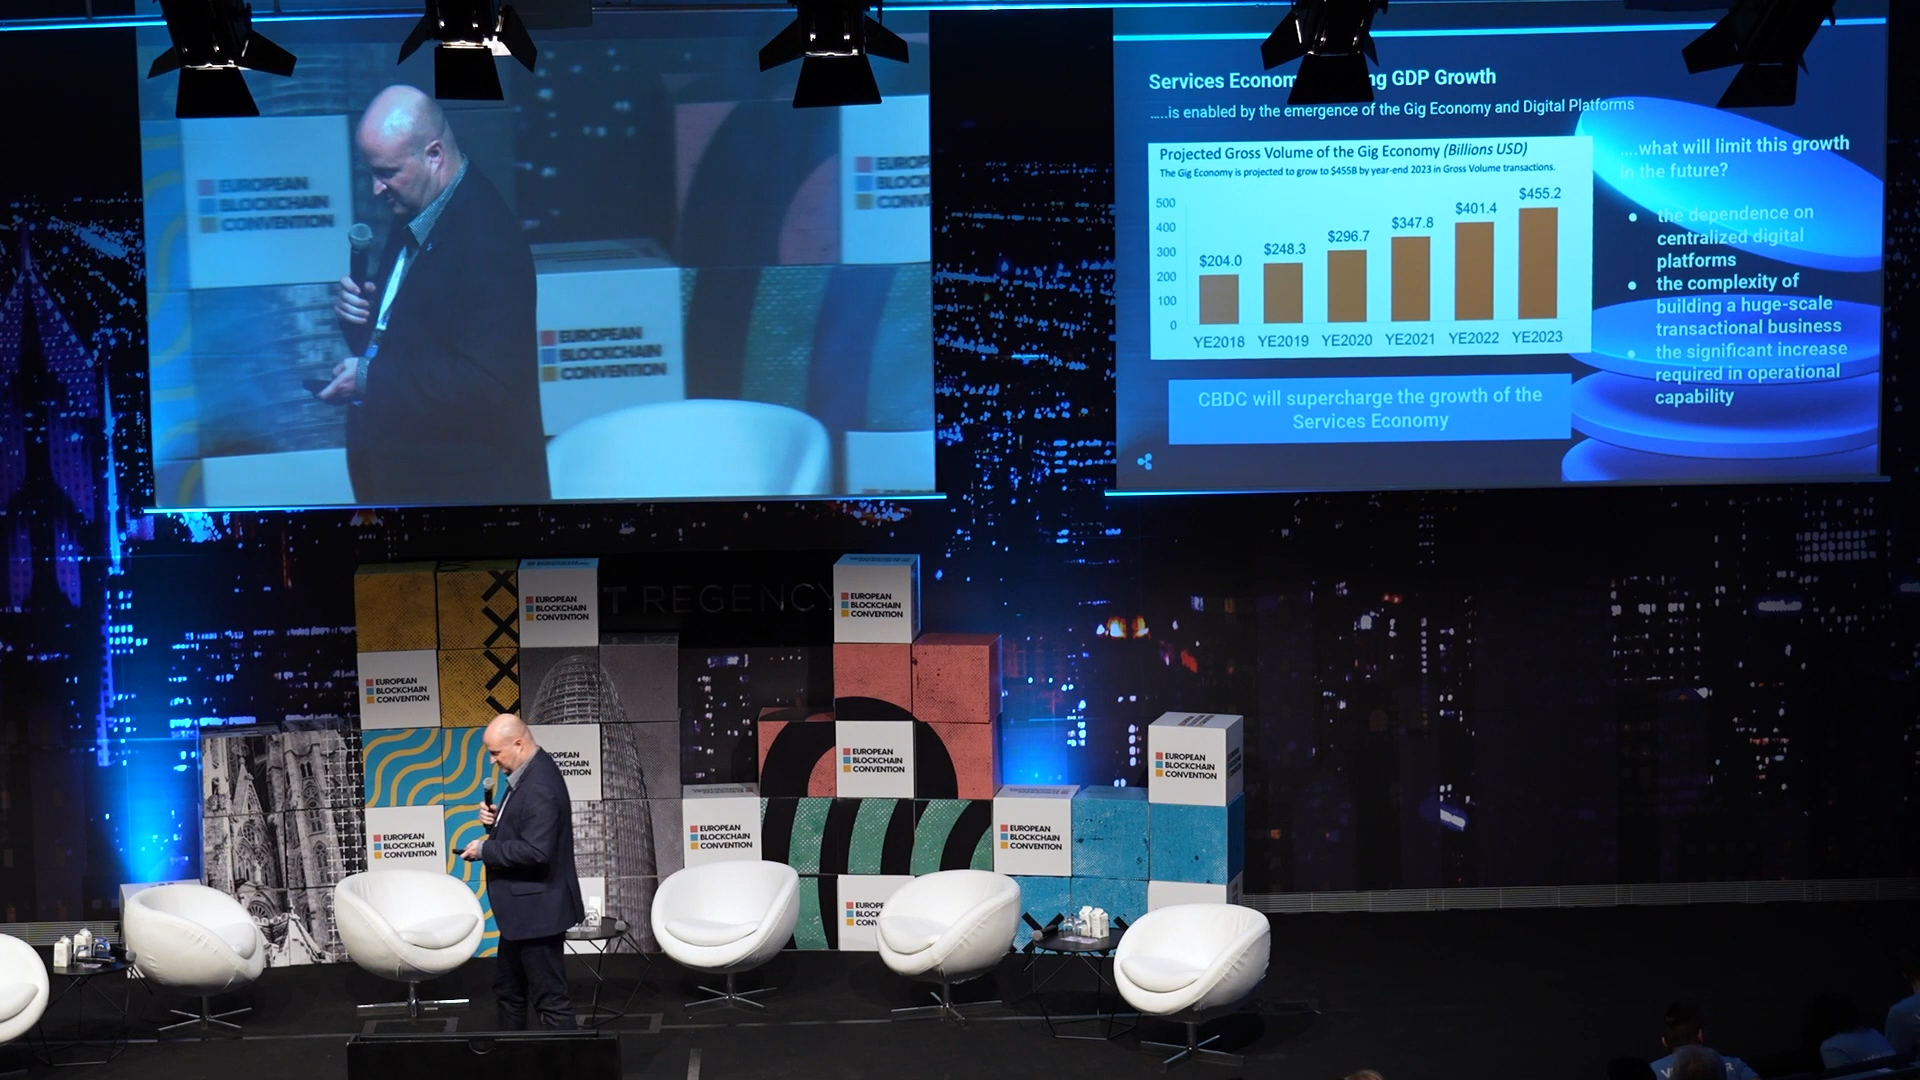 EUROPEAN
BLOCKCHAIN
CONVENTION
EUROPEAN
BLOCKCHAIN
CONVENTION
Services GDP Growth
.....is enabled by the emergence of the Gig Economy and Digital Platforms
Projected Gross Volume of the Gig Economy (Billions USD)
The Gig Economy is projected to grow to $455B by year-end 2023 in Gross Volume transactions.
500
400
300
200
100
0
$204.0
$248.3
$296.7
$347.8
$401.4
$455.2
YE2018
YE2019
YE2020
YE2021
YE2022
YE2023
....what will limit this growth
in the future?
● the dependence on
centralized digital
platforms
● the complexity of
building a huge-scale
transactional business
● the significant increase
required in operational
capability
CBDC will supercharge the growth of the
Services Economy
T REGENCY
EUROPEAN
BLOCKCHAIN
CONVENTION
EUROPEAN
BLOCKCHAIN
CONVENTION
EUROPEAN
BLOCKCHAIN
CONVENTION
EUROPEAN
BLOCKCHAIN
CONVENTION
EUROPEAN
BLOCKCHAIN
CONVENTION
EUROPEAN
BLOCKCHAIN
CONVENTION
EUROPEAN
BLOCKCHAIN
CONVENTION
EUROPEAN
BLOCKCHAIN
CONVENTION